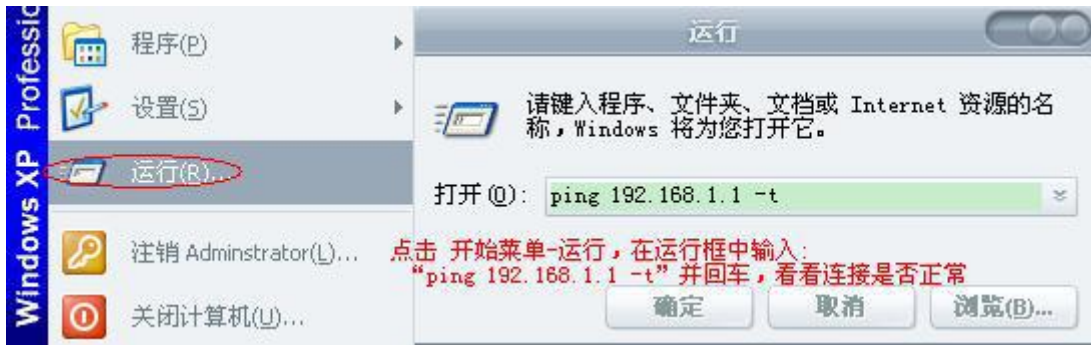 Windows XP Professio
程序(P)
设置(S)
运行(R)...
注销 Adminstrator(L)...
关闭计算机(U)...
运行
请键入程序、文件夹、文档或 Internet 资源的名
称，Windows 将为您打开它。
打开(O): ping 192.168.1.1 -t
点击 开始菜单-运行，在运行框中输入:
“ping 192.168.1.1 -t”并回车，看看连接是否正常
确定 取消 浏览(B)...